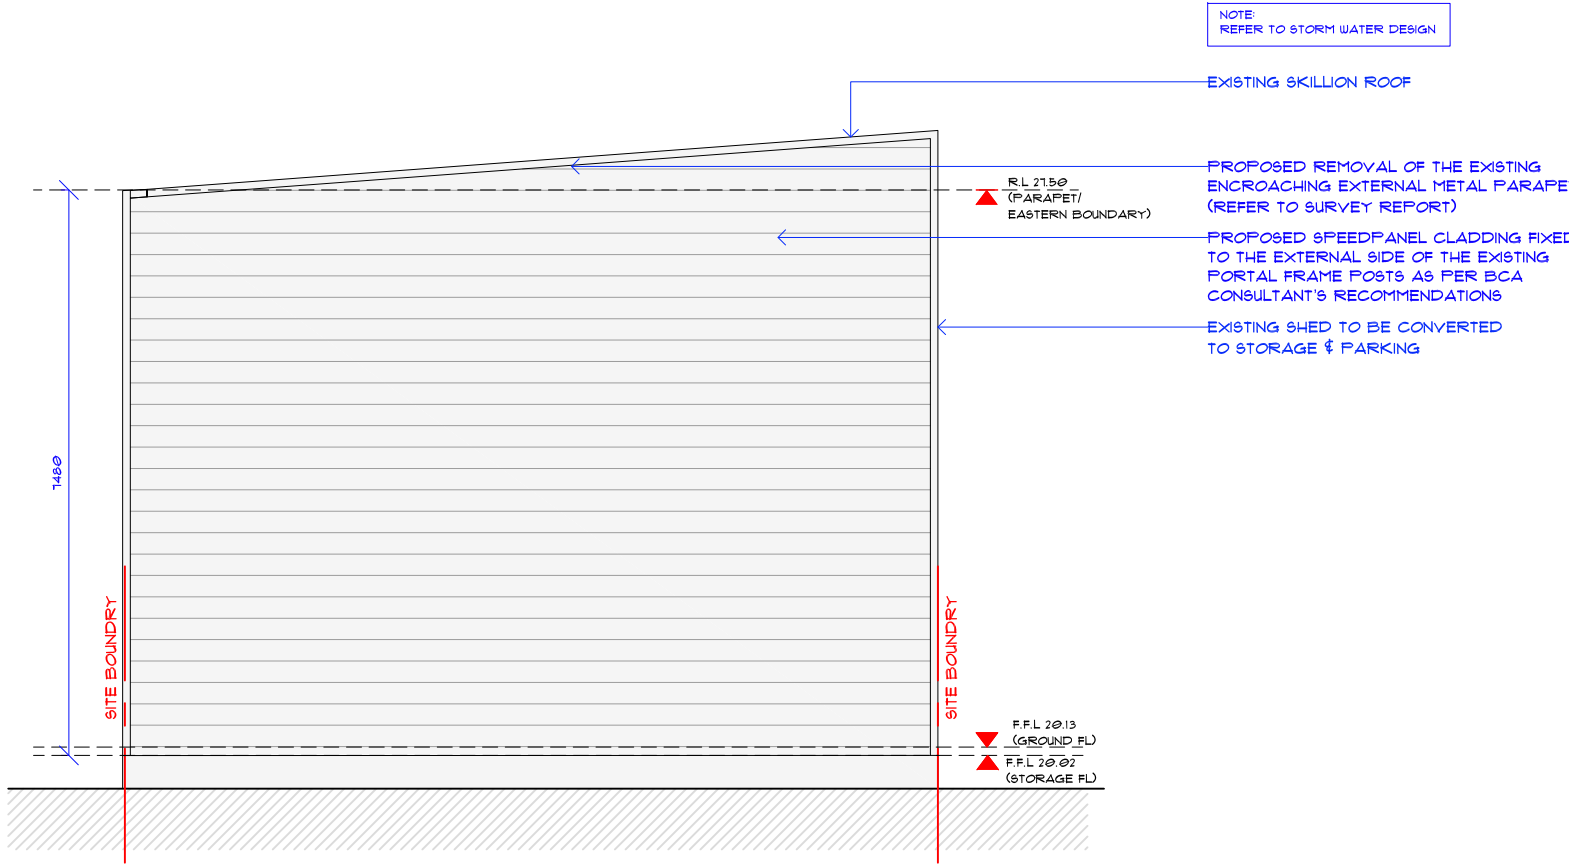 NOTE:
REFER TO STORM WATER DESIGN
EXISTING SKILLION ROOF
PROPOSED REMOVAL OF THE EXISTING
ENCROACHING EXTERNAL METAL PARAPE
(REFER TO SURVEY REPORT)
R.L 27.50
(PARAPET/
EASTERN BOUNDARY)
PROPOSED SPEEDPANEL CLADDING FIXED
TO THE EXTERNAL SIDE OF THE EXISTING
PORTAL FRAME POSTS AS PER BCA
CONSULTANT'S RECOMMENDATIONS
EXISTING SHED TO BE CONVERTED
TO STORAGE & PARKING
7480
SITE BOUNDRY
SITE BOUNDRY
F.F.L 20.13
(GROUND FL)
F.F.L 20.02
(STORAGE FL)